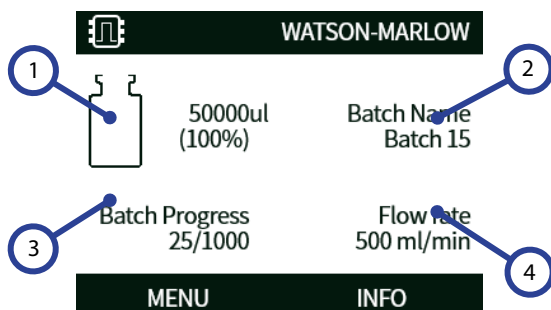 WATSON-MARLOW
1
2
50000ul
(100%)
Batch Name
Batch 15
3
Batch Progress
25/1000
Flow rate
500 ml/min
4
MENU
INFO